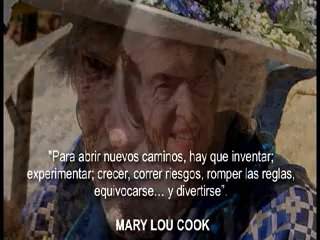 "Para abrir nuevos caminos, hay que inventar;
experimentar; crecer, correr riesgos, romper las reglas,
equivocarse... y divertirse".
MARY LOU COOK